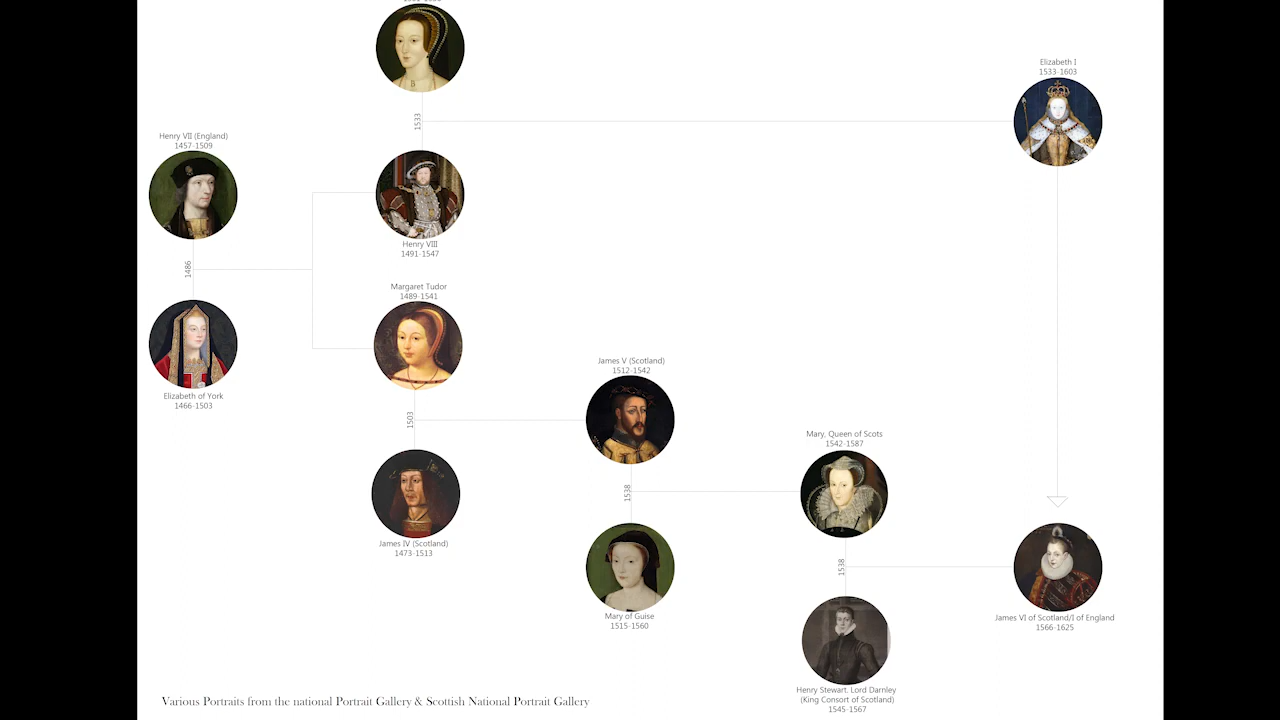 Elizabeth I
1533-1603
1533
Henry VII (England)
1457-1509
Henry VIII
1491-1547
1486
Margaret Tudor
1489-1541
Elizabeth of York
1466-1503
James V (Scotland)
1512-1542
1503
Mary, Queen of Scots
1542-1587
1538
James IV (Scotland)
1473-1513
1538
Mary of Guise
1515-1560
James VI of Scotland/I of England
1566-1625
Henry Stewart, Lord Darnley
(King Consort of Scotland)
1545-1567
Various Portraits from the national Portrait Gallery & Scottish National Portrait Gallery